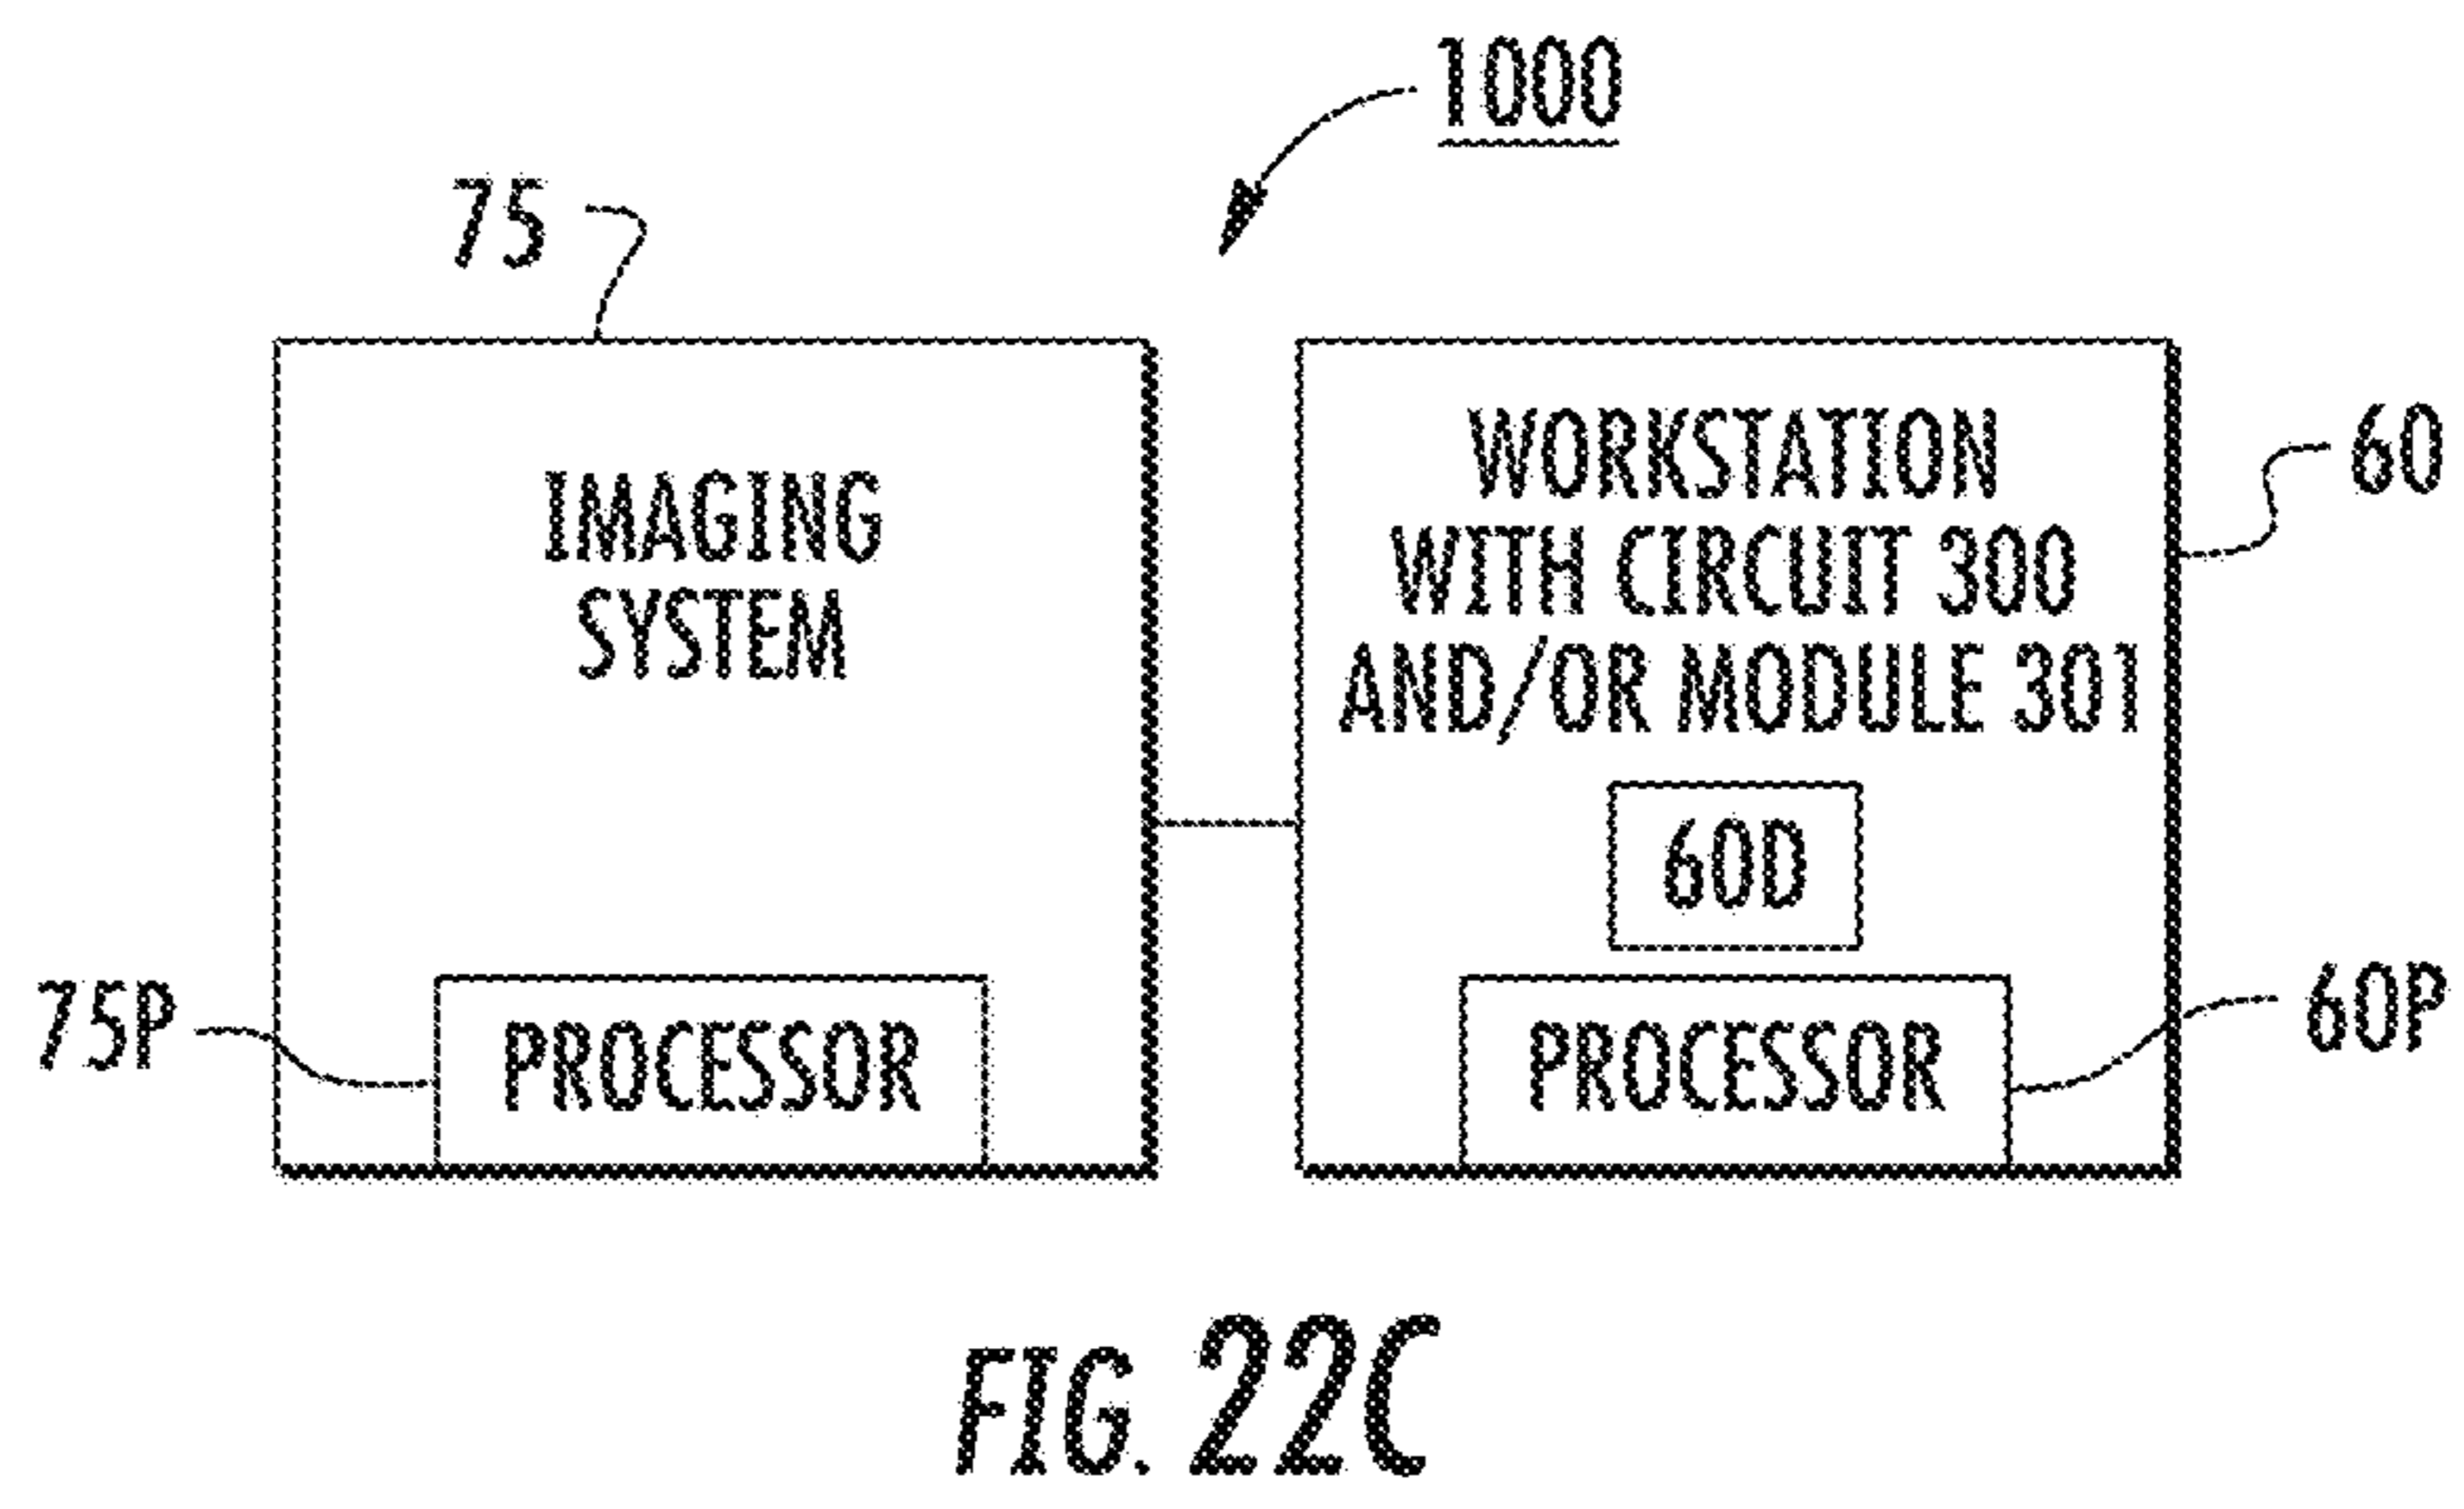 1000
75
IMAGING
SYSTEM
WORKSTATION
WITH CIRCUIT 300
AND/OR MODULE 301
60
60D
75P
PROCESSOR
PROCESSOR
60P
FIG. 22C